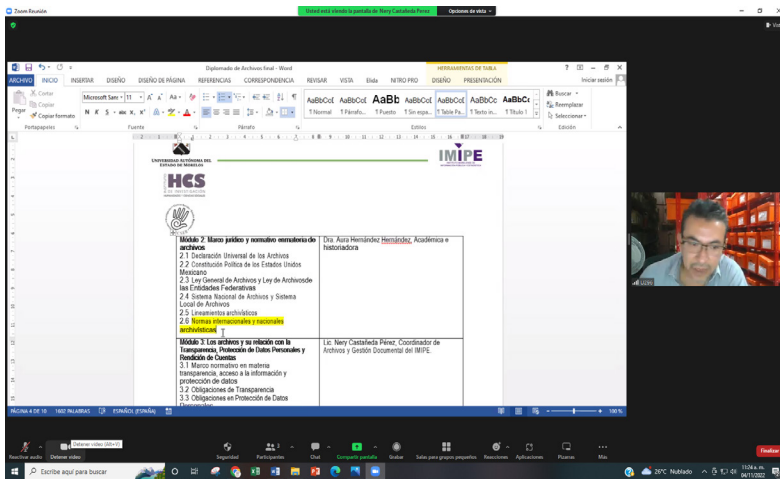 Zoom Reunión
Usted está viendo la pantalla de Nery Castañeda Perez
Opciones de vista
Diplomado de Archivos final - Word
HERRAMIENTAS DE TABLA
ARCHIVO INICIO INSERTAR DISEÑO DISEÑO DE PÁGINA REFERENCIAS CORRESPONDENCIA REVISAR VISTA Elida NITRO PRO DISEÑO PRESENTACIÓN
Iniciar sesión
Cortar
Copiar
Copiar formato
Pegar
Microsoft Sans 11
AaBbCcI AaBbCcI AaBb AaBbCcI AaBbCcI AaBbCc AaBbCc
1 Normal 1 Párrafo... 1 Puesto 1 Sin espa... 1 Table Pa... 1 Texto in... 1 Título 1
Buscar
Reemplazar
Seleccionar
Portapapeles Fuente Párrafo Estilos Edición
UNIVERSIDAD AUTÓNOMA DEL
ESTADO DE MORELOS
IMIPE
HCS
Módulo 2: Marco jurídico y normativo enmateria de
archivos
2.1 Declaración Universal de los Archivos
2.2 Constitución Política de los Estados Unidos
Mexicano
2.3 Ley General de Archivos y Ley de Archivosde
las Entidades Federativas
2.4 Sistema Nacional de Archivos y Sistema
Local de Archivos
2.5 Lineamientos archivísticos
2.6 Normas internacionales y nacionales
archivísticas
Dra. Aura Hernández Hernández, Académica e
historiadora
Módulo 3: Los archivos y su relación con la
Transparencia, Protección de Datos Personales y
Rendición de Cuentas
3.1 Marco normativo en materia
transparencia, acceso a la información y
protección de datos
3.2 Obligaciones de Transparencia
3.3 Obligaciones en Protección de Datos
Personales
Lic. Nery Castañeda Pérez, Coordinador de
Archivos y Gestión Documental del IMIPE.
PÁGINA 4 DE 10 1602 PALABRAS ESPAÑOL (ESPAÑA)
100 %
Detener video (Alt+V)
Reactivar audio Detener video Seguridad Participantes Chat Compartir pantalla Grabar Salas para grupos pequeños Reacciones Aplicaciones Pizarras Más
Finalizar
Escribe aquí para buscar
26°C Nublado
11:24 a. m.
04/11/2022